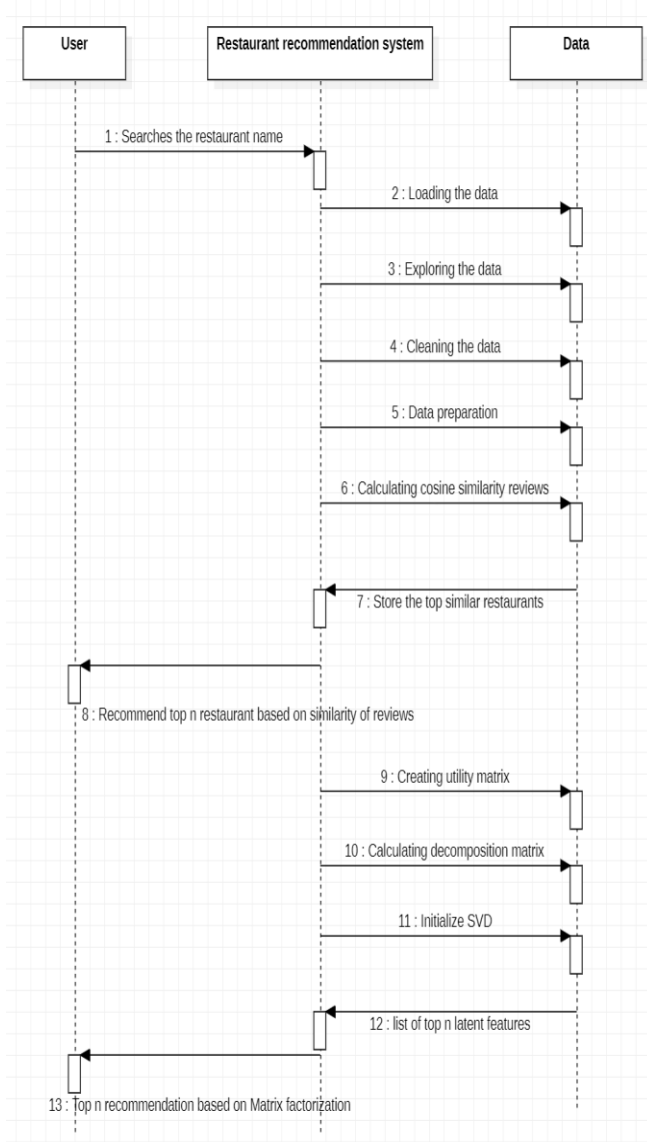 User
Restaurant recommendation system
Data
1 : Searches the restaurant name
2 : Loading the data
3 : Exploring the data
4 : Cleaning the data
5 : Data preparation
6 : Calculating cosine similarity reviews
7 : Store the top similar restaurants
8 : Recommend top n restaurant based on similarity of reviews
9 : Creating utility matrix
10 : Calculating decomposition matrix
11 : Initialize SVD
12 : list of top n latent features
13 : Top n recommendation based on Matrix factorization